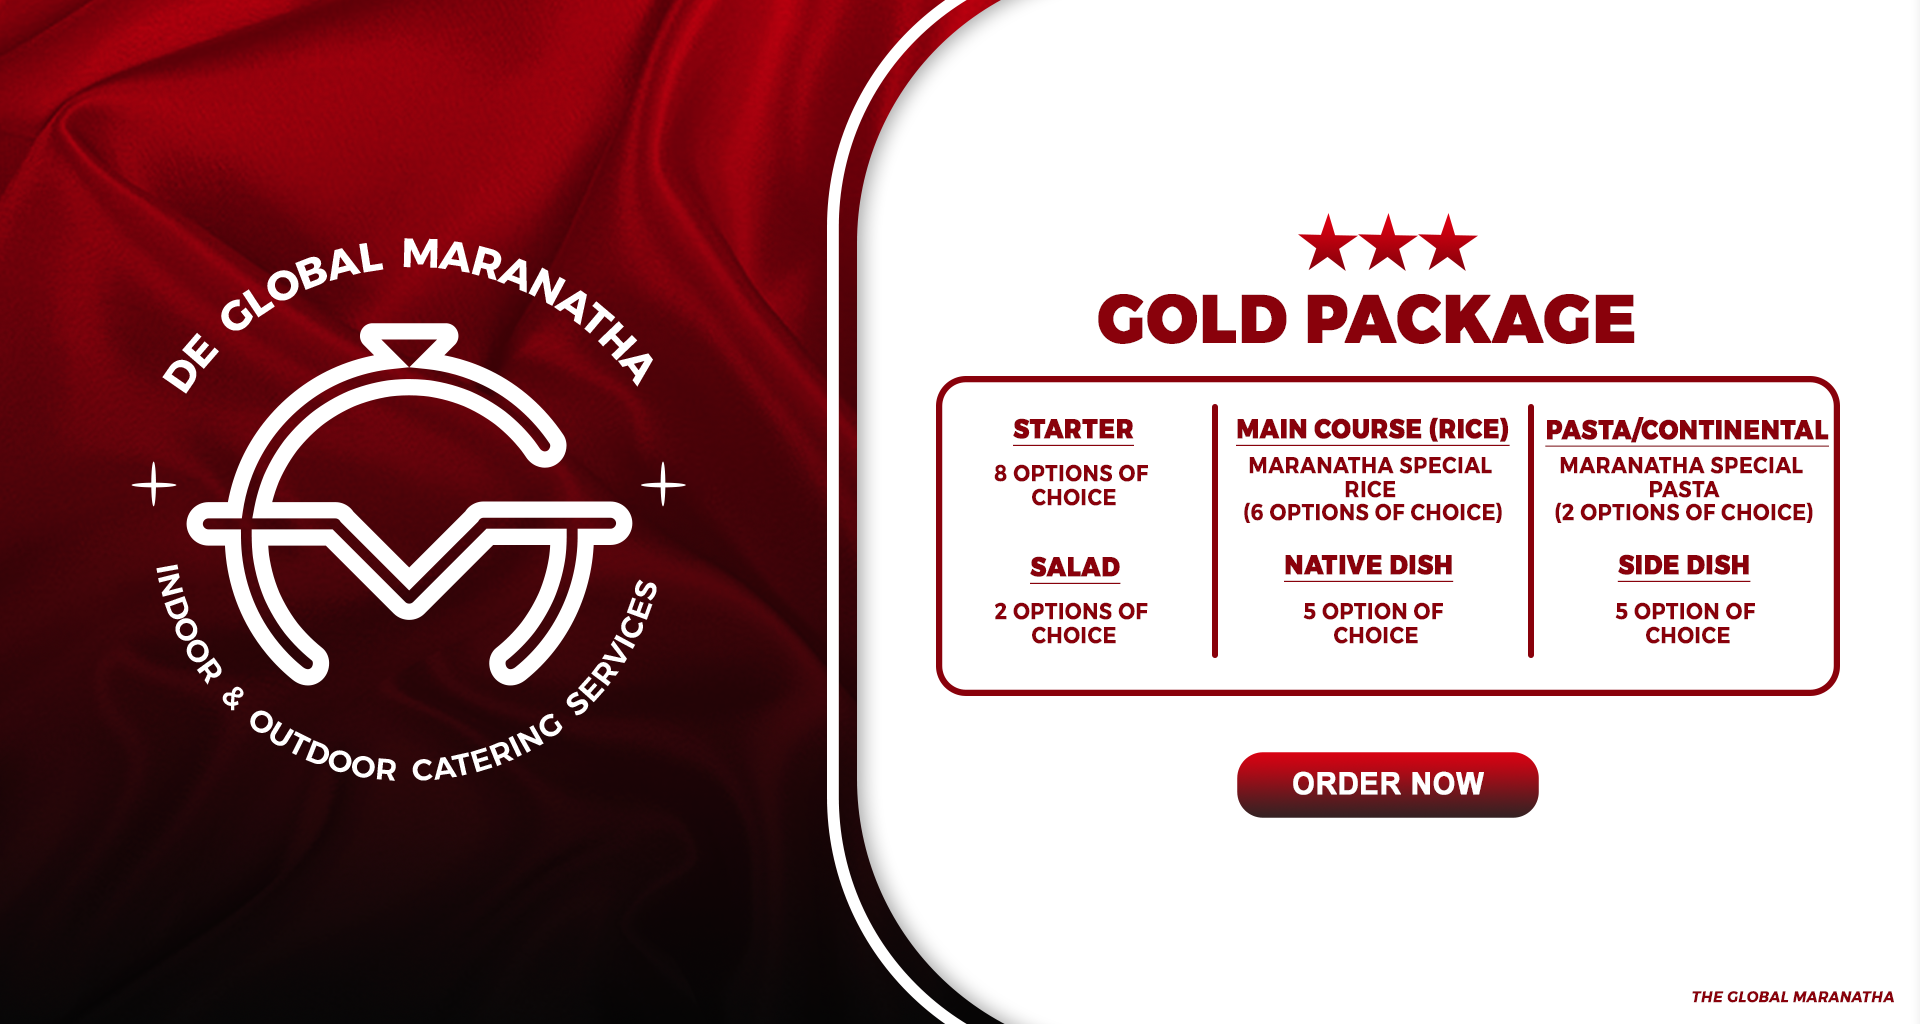 DE GLOBAL MARANATHA
INDOOR & OUTDOOR CATERING SERVICES
GOLD PACKAGE
STARTER
8 OPTIONS OF
CHOICE
SALAD
2 OPTIONS OF
CHOICE
MAIN COURSE (RICE)
MARANATHA SPECIAL
RICE
(6 OPTIONS OF CHOICE)
NATIVE DISH
5 OPTION OF
CHOICE
PASTA/CONTINENTAL
MARANATHA SPECIAL
PASTA
(2 OPTIONS OF CHOICE)
SIDE DISH
5 OPTION OF
CHOICE
ORDER NOW
THE GLOBAL MARANATHA